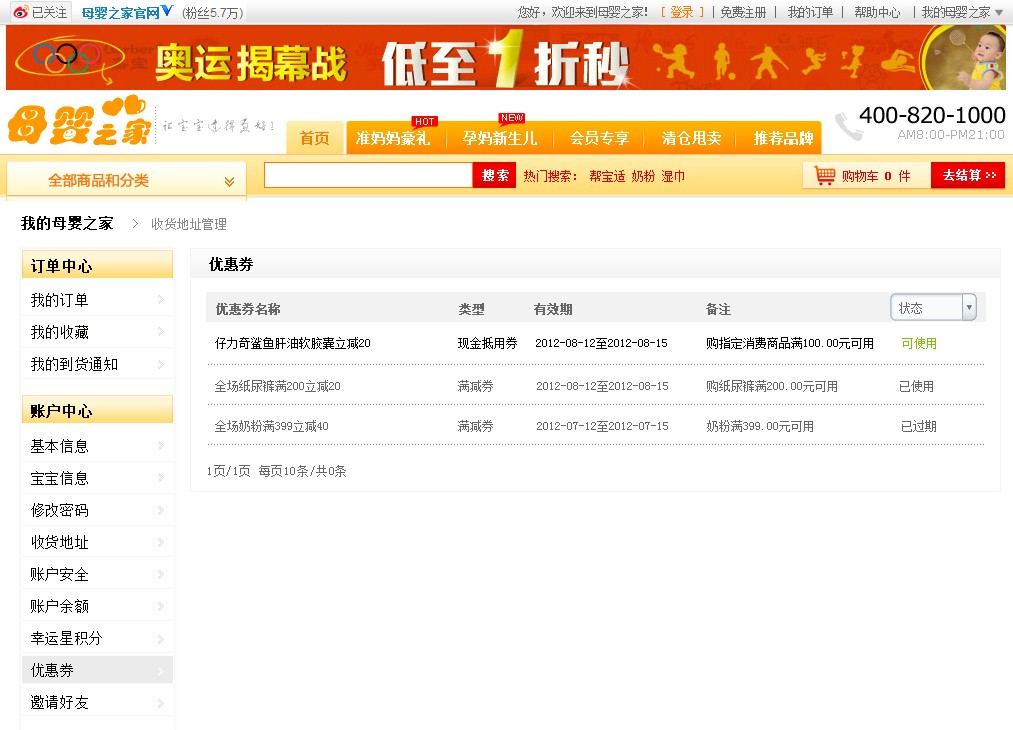 已关注 母婴之家官网 (粉丝5.7万) 您好，欢迎来到母婴之家! [ 登录 ] | 免费注册 | 我的订单 | 帮助中心 | 我的母婴之家
奥运揭幕战 低至1折秒
母婴之家 让宝宝过得更好! 400-820-1000
AM8:00-PM21:00
HOT NEW
首页 准妈妈豪礼 孕妈新生儿 会员专享 清仓甩卖 推荐品牌
全部商品和分类 搜索 热门搜索： 帮宝适 奶粉 湿巾 购物车 0 件 去结算
我的母婴之家 > 收货地址管理
订单中心
我的订单
我的收藏
我的到货通知
账户中心
基本信息
宝宝信息
修改密码
收货地址
账户安全
账户余额
幸运星积分
优惠券
邀请好友
优惠券
优惠券名称 类型 有效期 备注 状态
仔力奇鲨鱼肝油软胶囊立减20 现金抵用券 2012-08-12至2012-08-15 购指定消费商品满100.00元可用 可使用
全场纸尿裤满200立减20 满减券 2012-08-12至2012-08-15 购纸尿裤满200.00元可用 已使用
全场奶粉满399立减40 满减券 2012-07-12至2012-07-15 奶粉满399.00元可用 已过期
1页/1页 每页10条/共0条